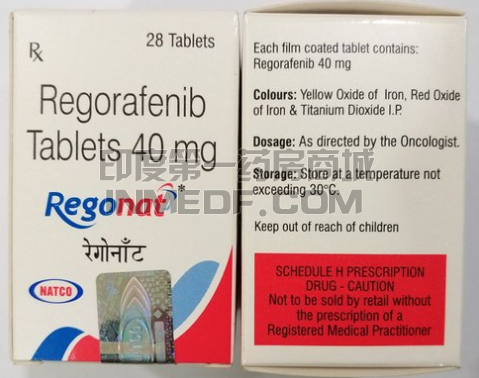 Rx
28 Tablets
Regorafenib
Tablets 40 mg
Regonat*
रेगोनॉट
NATCO
Each film coated tablet contains:
Regorafenib 40 mg
Colours: Yellow Oxide of Iron, Red Oxide
of Iron & Titanium Dioxide I.P.
Dosage: As directed by the Oncologist.
Storage: Store at a temperature not
exceeding 30°C.
Keep out of reach of children
SCHEDULE H PRESCRIPTION
DRUG - CAUTION
Not to be sold by retail without
the prescription of a
Registered Medical Practitioner
印度第一药房商城
INMEDF.COM